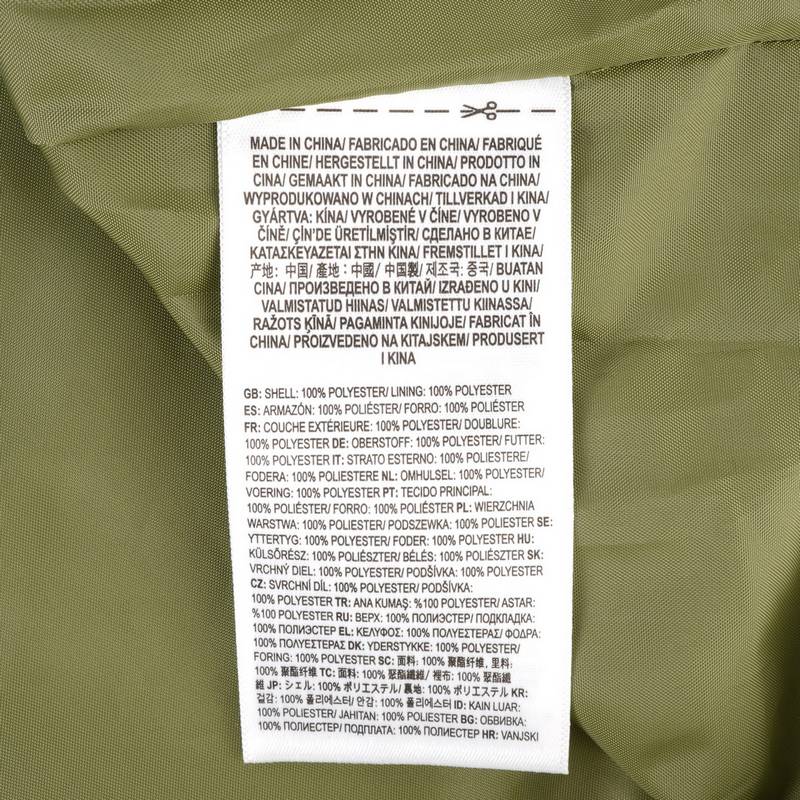 MADE IN CHINA/ FABRICADO EN CHINA/ FABRIQUÉ
EN CHINE/ HERGESTELLT IN CHINA/ PRODOTTO IN
CINA/ GEMAAKT IN CHINA/ FABRICADO NA CHINA/
WYPRODUKOWANO W CHINACH/ TILLVERKAD I KINA/
GYÁRTVA: KÍNA/ VYROBENÉ V ČÍNE/ VYROBENO V
ČÍNĚ/ ÇİN'DE ÜRETİLMİŞTİR/ СДЕЛАНО В КИТАЕ/
ΚΑΤΑΣΚΕΥΑΖΕΤΑΙ ΣΤΗΝ ΚΙΝΑ/ FREMSTILLET I KINA/
产地: 中国/ 產地：中國/ 中国製/ 제조국: 중국/ BUATAN
CINA/ ПРОИЗВЕДЕНО В КИТАЙ/ IZRAĐENO U KINI/
VALMISTATUD HIINAS/ VALMISTETTU KIINASSA/
RAŽOTS ĶĪNĀ/ PAGAMINTA KINIJOJE/ FABRICAT ÎN
CHINA/ PROIZVEDENO NA KITAJSKEM/ PRODUSERT
I KINA
GB: SHELL: 100% POLYESTER/ LINING: 100% POLYESTER
ES: ARMAZÓN: 100% POLIÉSTER/ FORRO: 100% POLIÉSTER
FR: COUCHE EXTÉRIEURE: 100% POLYESTER/ DOUBLURE:
100% POLYESTER DE: OBERSTOFF: 100% POLYESTER/ FUTTER:
100% POLYESTER IT: STRATO ESTERNO: 100% POLIESTERE/
FODERA: 100% POLIESTERE NL: OMHULSEL: 100% POLYESTER/
VOERING: 100% POLYESTER PT: TECIDO PRINCIPAL:
100% POLIÉSTER/ FORRO: 100% POLIÉSTER PL: WIERZCHNIA
WARSTWA: 100% POLIESTER/ PODSZEWKA: 100% POLIESTER SE:
YTTERTYG: 100% POLYESTER/ FODER: 100% POLYESTER HU:
KÜLSŐRÉSZ: 100% POLIÉSZTER/ BÉLÉS: 100% POLIÉSZTER SK:
VRCHNÝ DIEL: 100% POLYESTER/ PODŠÍVKA: 100% POLYESTER
CZ: SVRCHNÍ DÍL: 100% POLYESTER/ PODŠÍVKA:
100% POLYESTER TR: ANA KUMAŞ: %100 POLYESTER/ ASTAR:
%100 POLYESTER RU: ВЕРХ: 100% ПОЛИЭСТЕР/ ПОДКЛАДКА:
100% ПОЛИЭСТЕР EL: ΚΕΛΥΦΟΣ: 100% ΠΟΛΥΕΣΤΕΡΑΣ/ ΦΟΔΡΑ:
100% ΠΟΛΥΕΣΤΕΡΑΣ DK: YDERSTYKKE: 100% POLYESTER/
FORING: 100% POLYESTER SC: 面料: 100% 聚酯纤维, 里料:
100% 聚酯纤维 TC: 面料: 100% 聚酯纖維/ 裡布: 100% 聚酯纖
維 JP: シェル: 100% ポリエステル/ 裏地: 100% ポリエステル KR:
겉감: 100% 폴리에스터/ 안감: 100% 폴리에스터 ID: KAIN LUAR:
100% POLIESTER/ JAHITAN: 100% POLIESTER BG: ОБВИВКА:
100% ПОЛИЕСТЕР/ ПОДПЛАТА: 100% ПОЛИЕСТЕР HR: VANJSKI